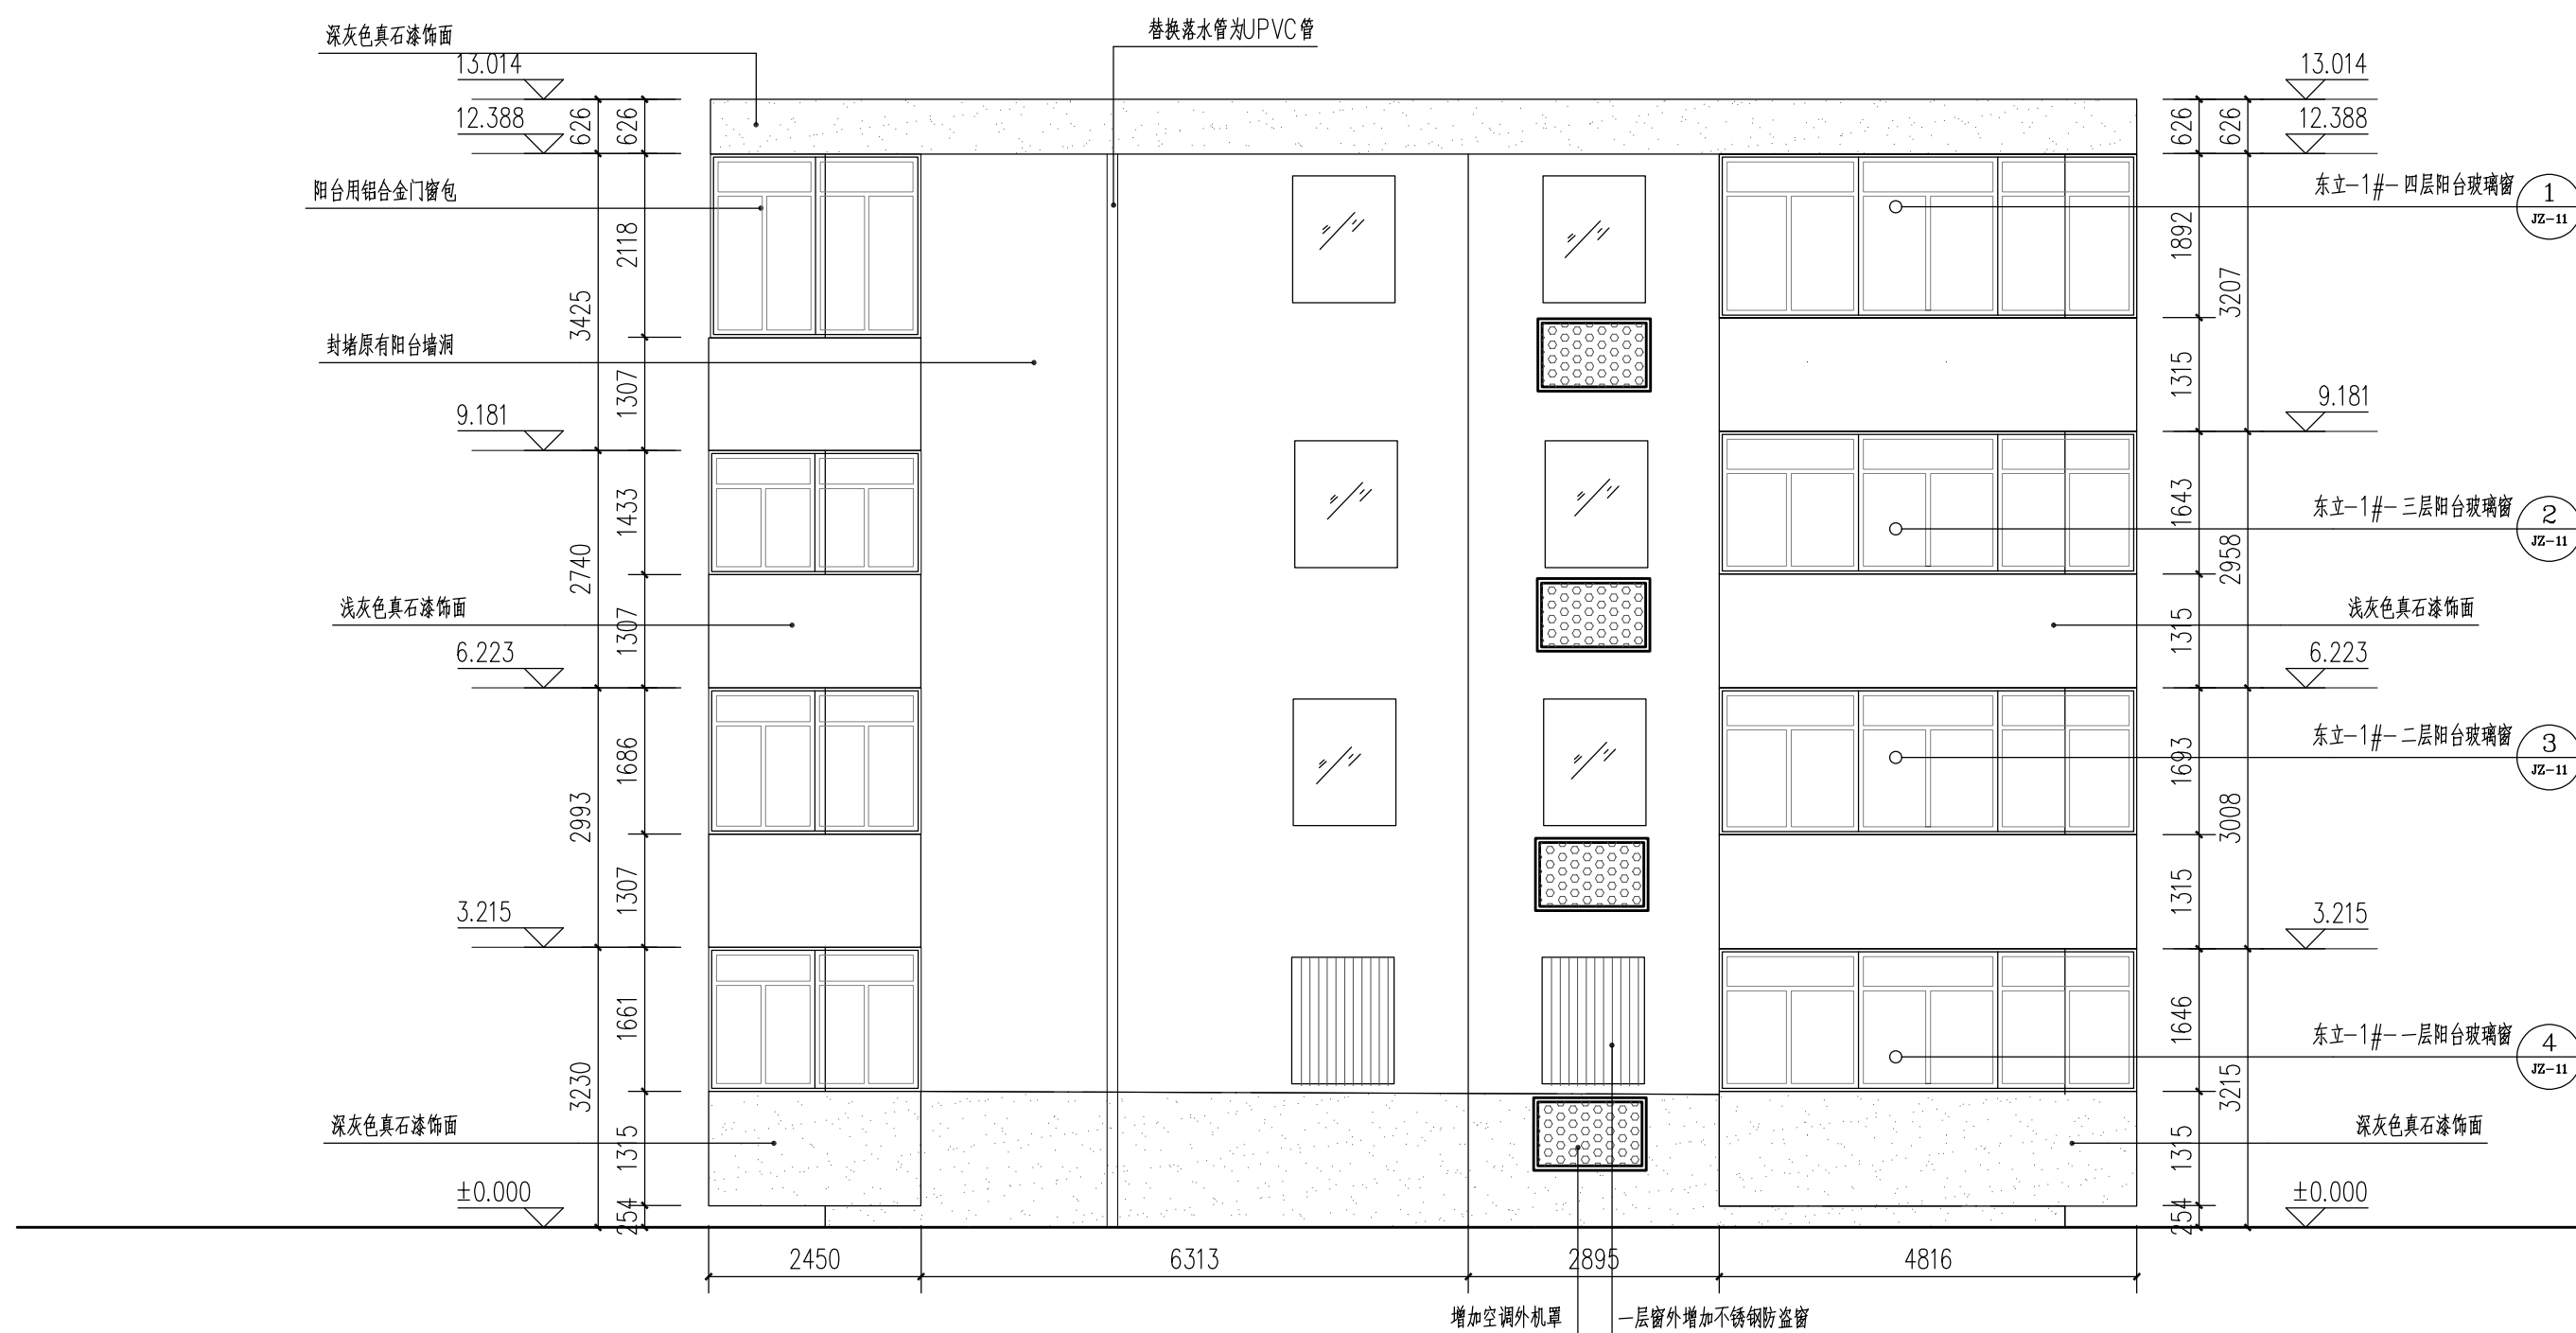 深灰色真石漆饰面
替换落水管为UPVC管
13.014
13.014
12.388
12.388
626
626
626
626
阳台用铝合金门窗包
东立-1#-四层阳台玻璃窗
1
JZ-11
2118
1892
3425
3207
封堵原有阳台墙洞
1307
1315
9.181
9.181
1433
1643
东立-1#-三层阳台玻璃窗
2
JZ-11
2740
2958
浅灰色真石漆饰面
浅灰色真石漆饰面
1307
1315
6.223
6.223
1686
1693
东立-1#-二层阳台玻璃窗
3
JZ-11
2993
3008
1307
1315
3.215
3.215
1661
1646
东立-1#-一层阳台玻璃窗
4
JZ-11
3230
3215
深灰色真石漆饰面
深灰色真石漆饰面
1315
1315
±0.000
±0.000
254
254
2450
6313
2895
4816
增加空调外机罩
一层窗外增加不锈钢防盗窗